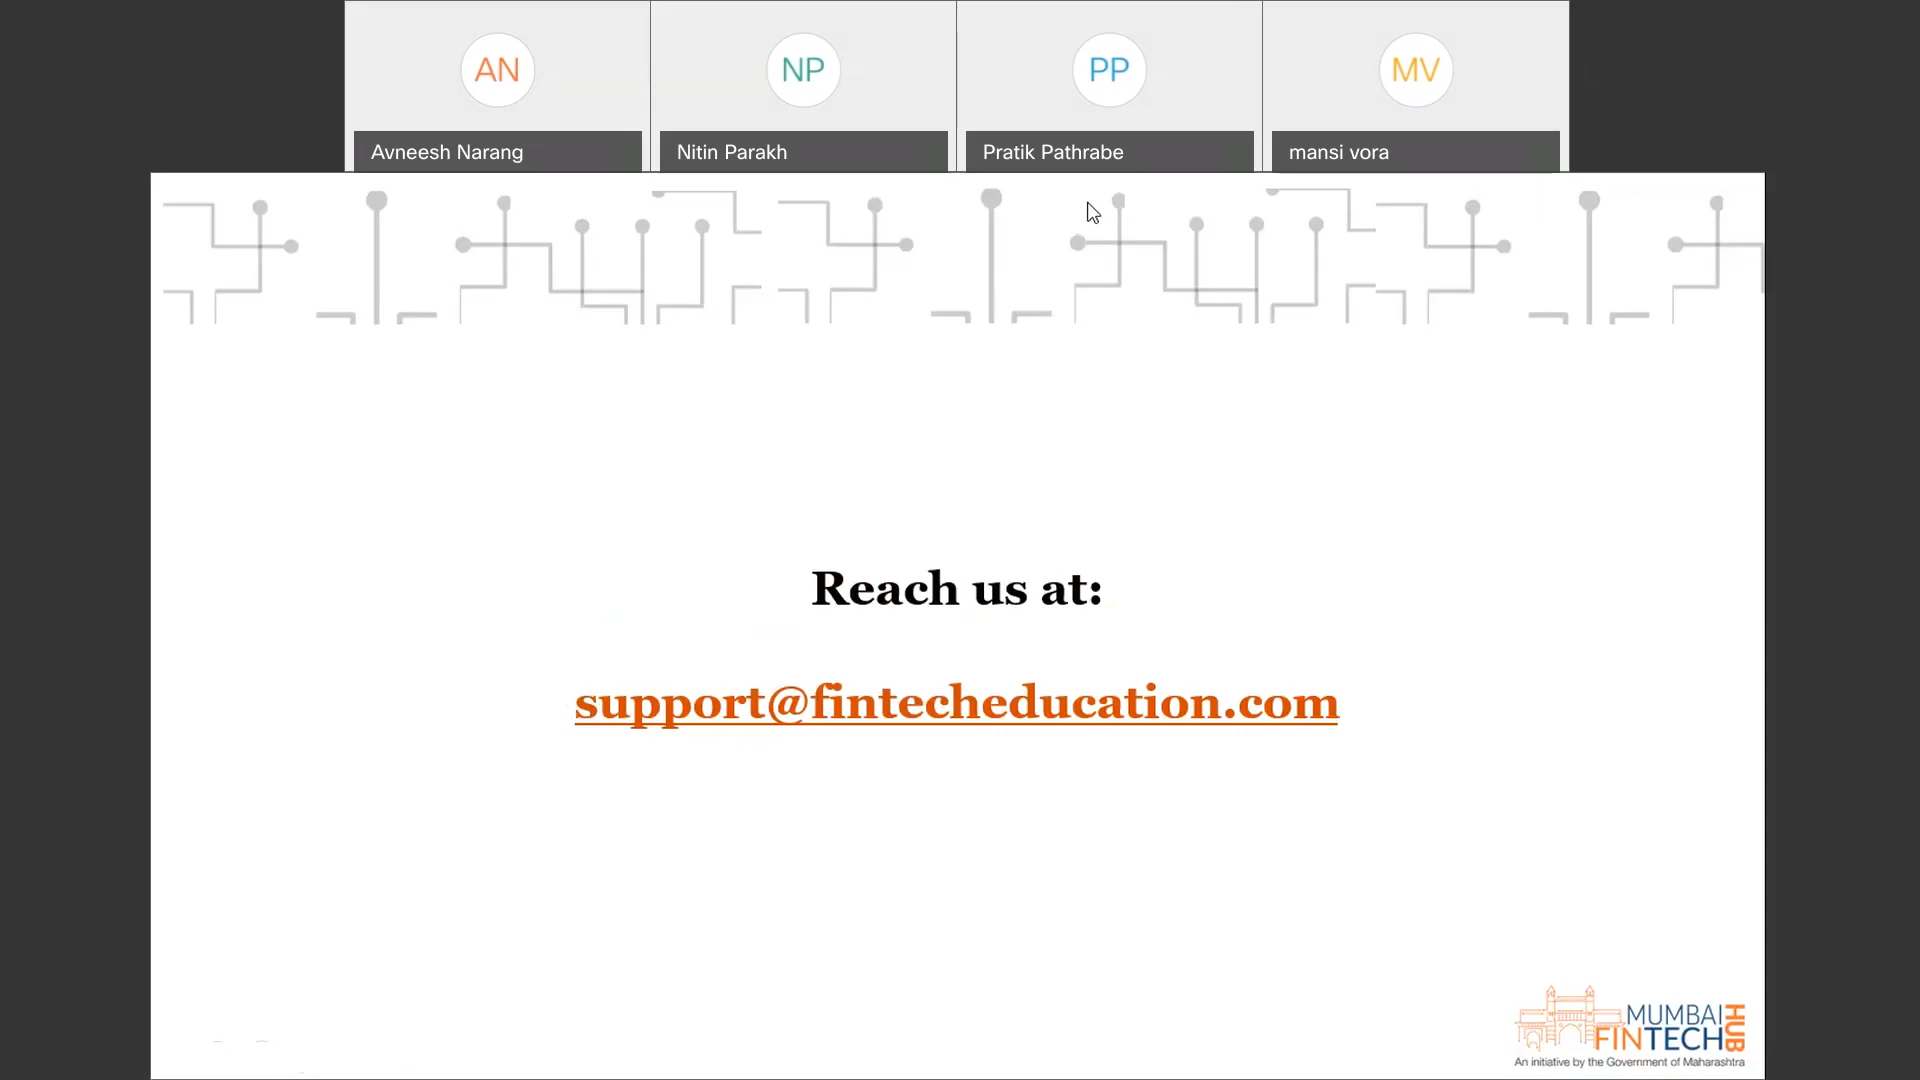 AN
NP
PP
MV
Avneesh Narang
Nitin Parakh
Pratik Pathrabe
mansi vora
Reach us at:
support@fintecheducation.com
MUMBAI
FINTECH
HUB
An initiative by the Government of Maharashtra